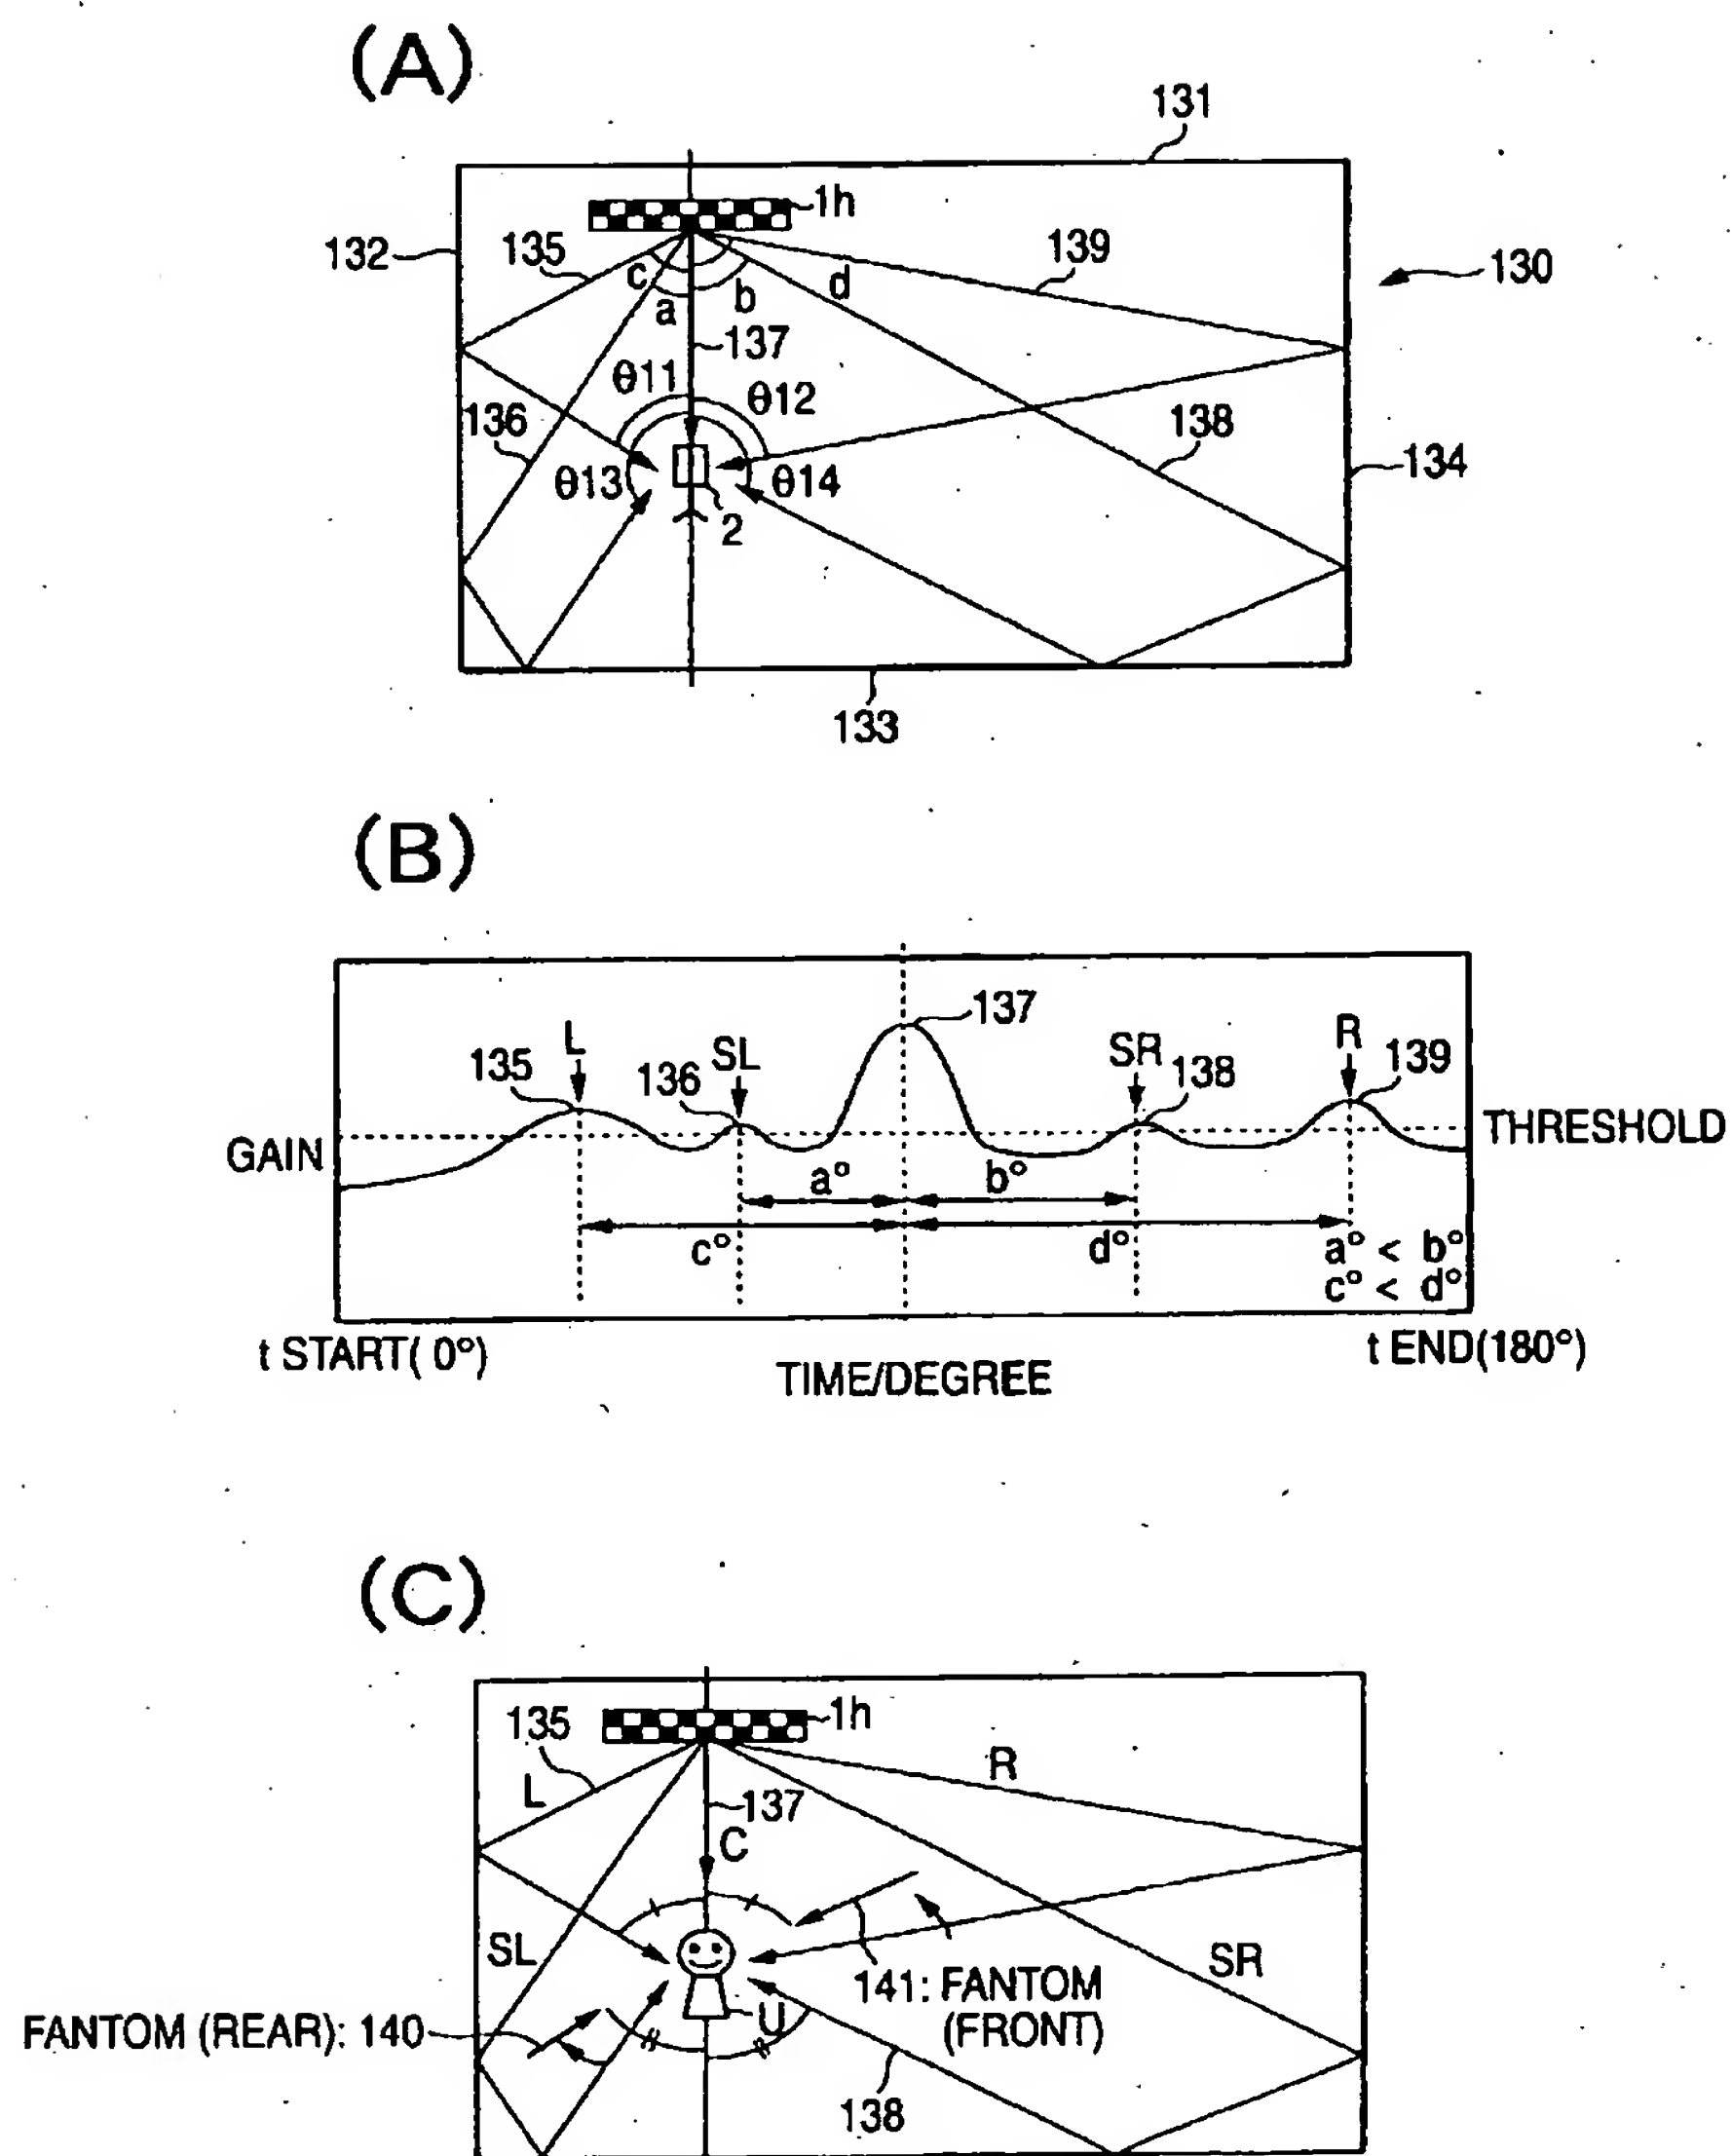 (A)
131
1h
132
135
139
130
c
d
a
b
137
θ11
θ12
136
138
134
θ13
θ14
2
133
(B)
137
L
R
135
SL
SR
139
136
138
GAIN
THRESHOLD
a° b°
c° d°
a° < b°
c° < d°
t START( 0°)
t END(180°)
TIME/DEGREE
(C)
135
1h
L
R
137
C
SL
SR
141: FANTOM
(FRONT)
U
FANTOM (REAR): 140
138